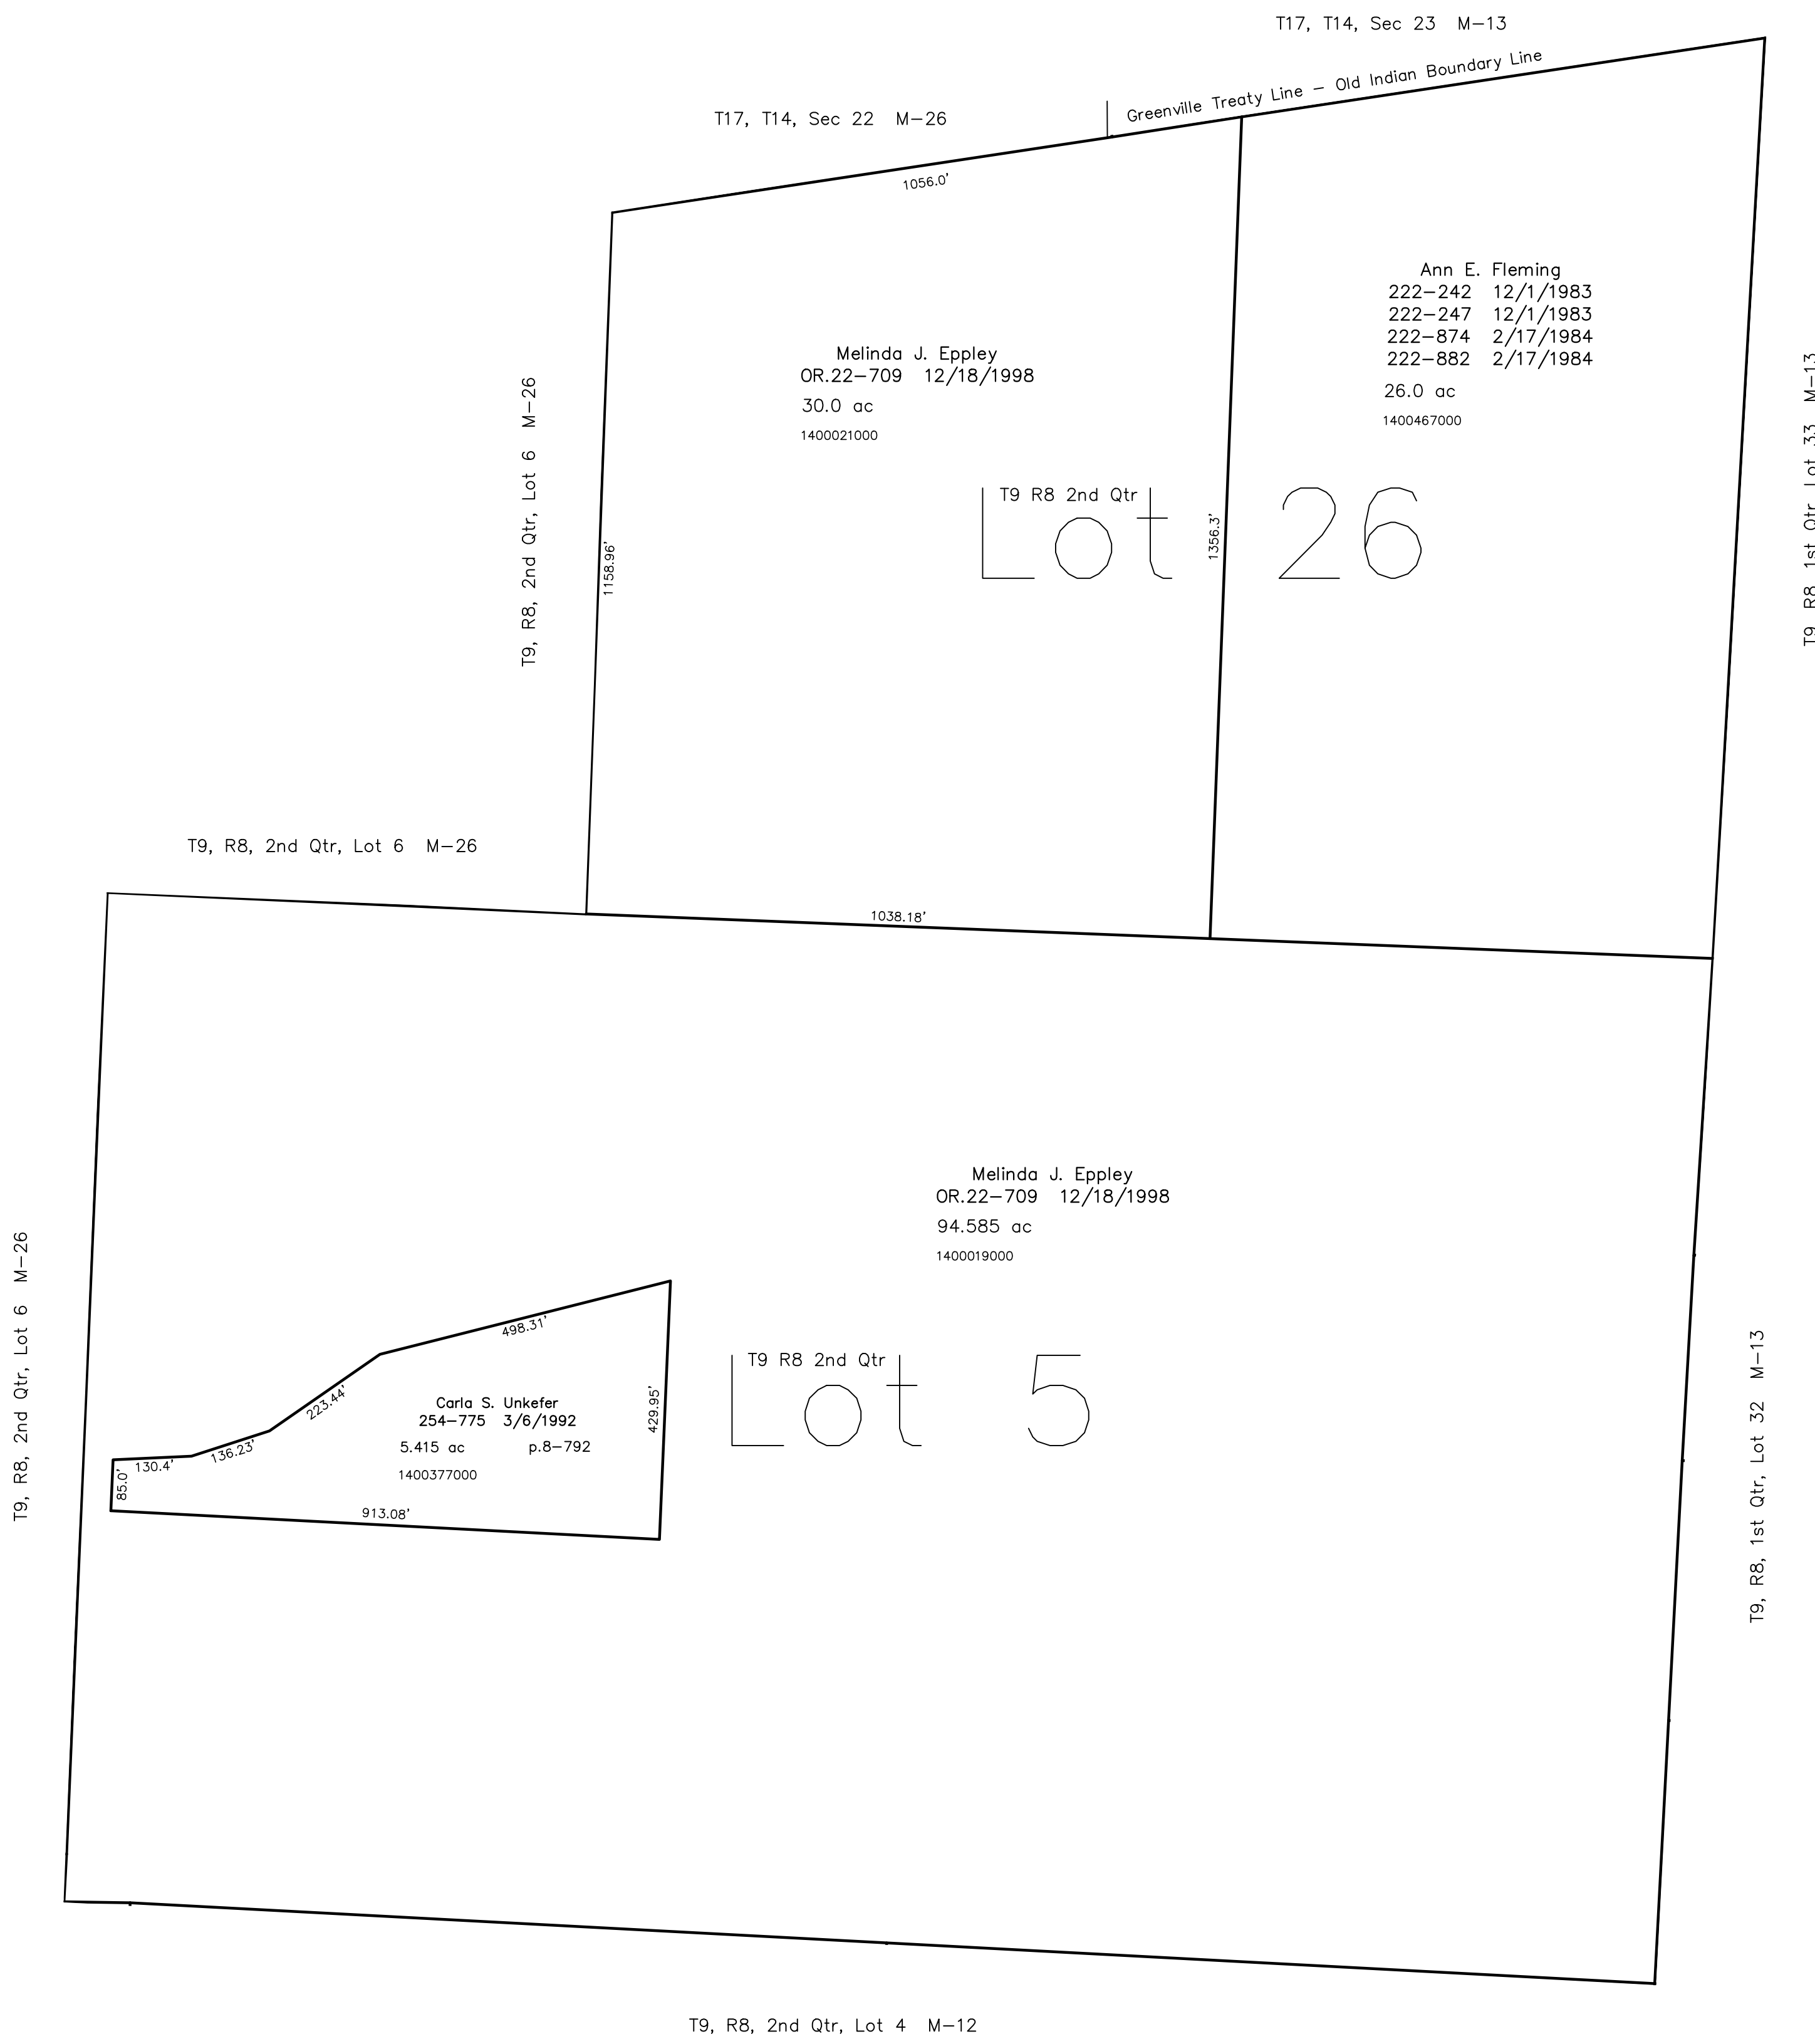 T17, T14, Sec 23  M-13
Greenville Treaty Line - Old Indian Boundary Line
T17, T14, Sec 22  M-26
1056.0'
Ann E. Fleming
222-242  12/1/1983
222-247  12/1/1983
222-874  2/17/1984
222-882  2/17/1984
26.0 ac
1400467000
Melinda J. Eppley
OR.22-709  12/18/1998
30.0 ac
1400021000
T9, R8, 2nd Qtr, Lot 6  M-26
T9, R8, 1st Qtr, Lot 33  M-13
T9 R8 2nd Qtr
Lot 26
1158.96'
1356.3'
T9, R8, 2nd Qtr, Lot 6  M-26
1038.18'
Melinda J. Eppley
OR.22-709  12/18/1998
94.585 ac
1400019000
T9, R8, 2nd Qtr, Lot 6  M-26
498.31'
T9 R8 2nd Qtr
Lot 5
223.44'
Carla S. Unkefer
254-775  3/6/1992
5.415 ac  p.8-792
1400377000
429.95'
136.23'
130.4'
85.0'
913.08'
T9, R8, 1st Qtr, Lot 32  M-13
T9, R8, 2nd Qtr, Lot 4  M-12